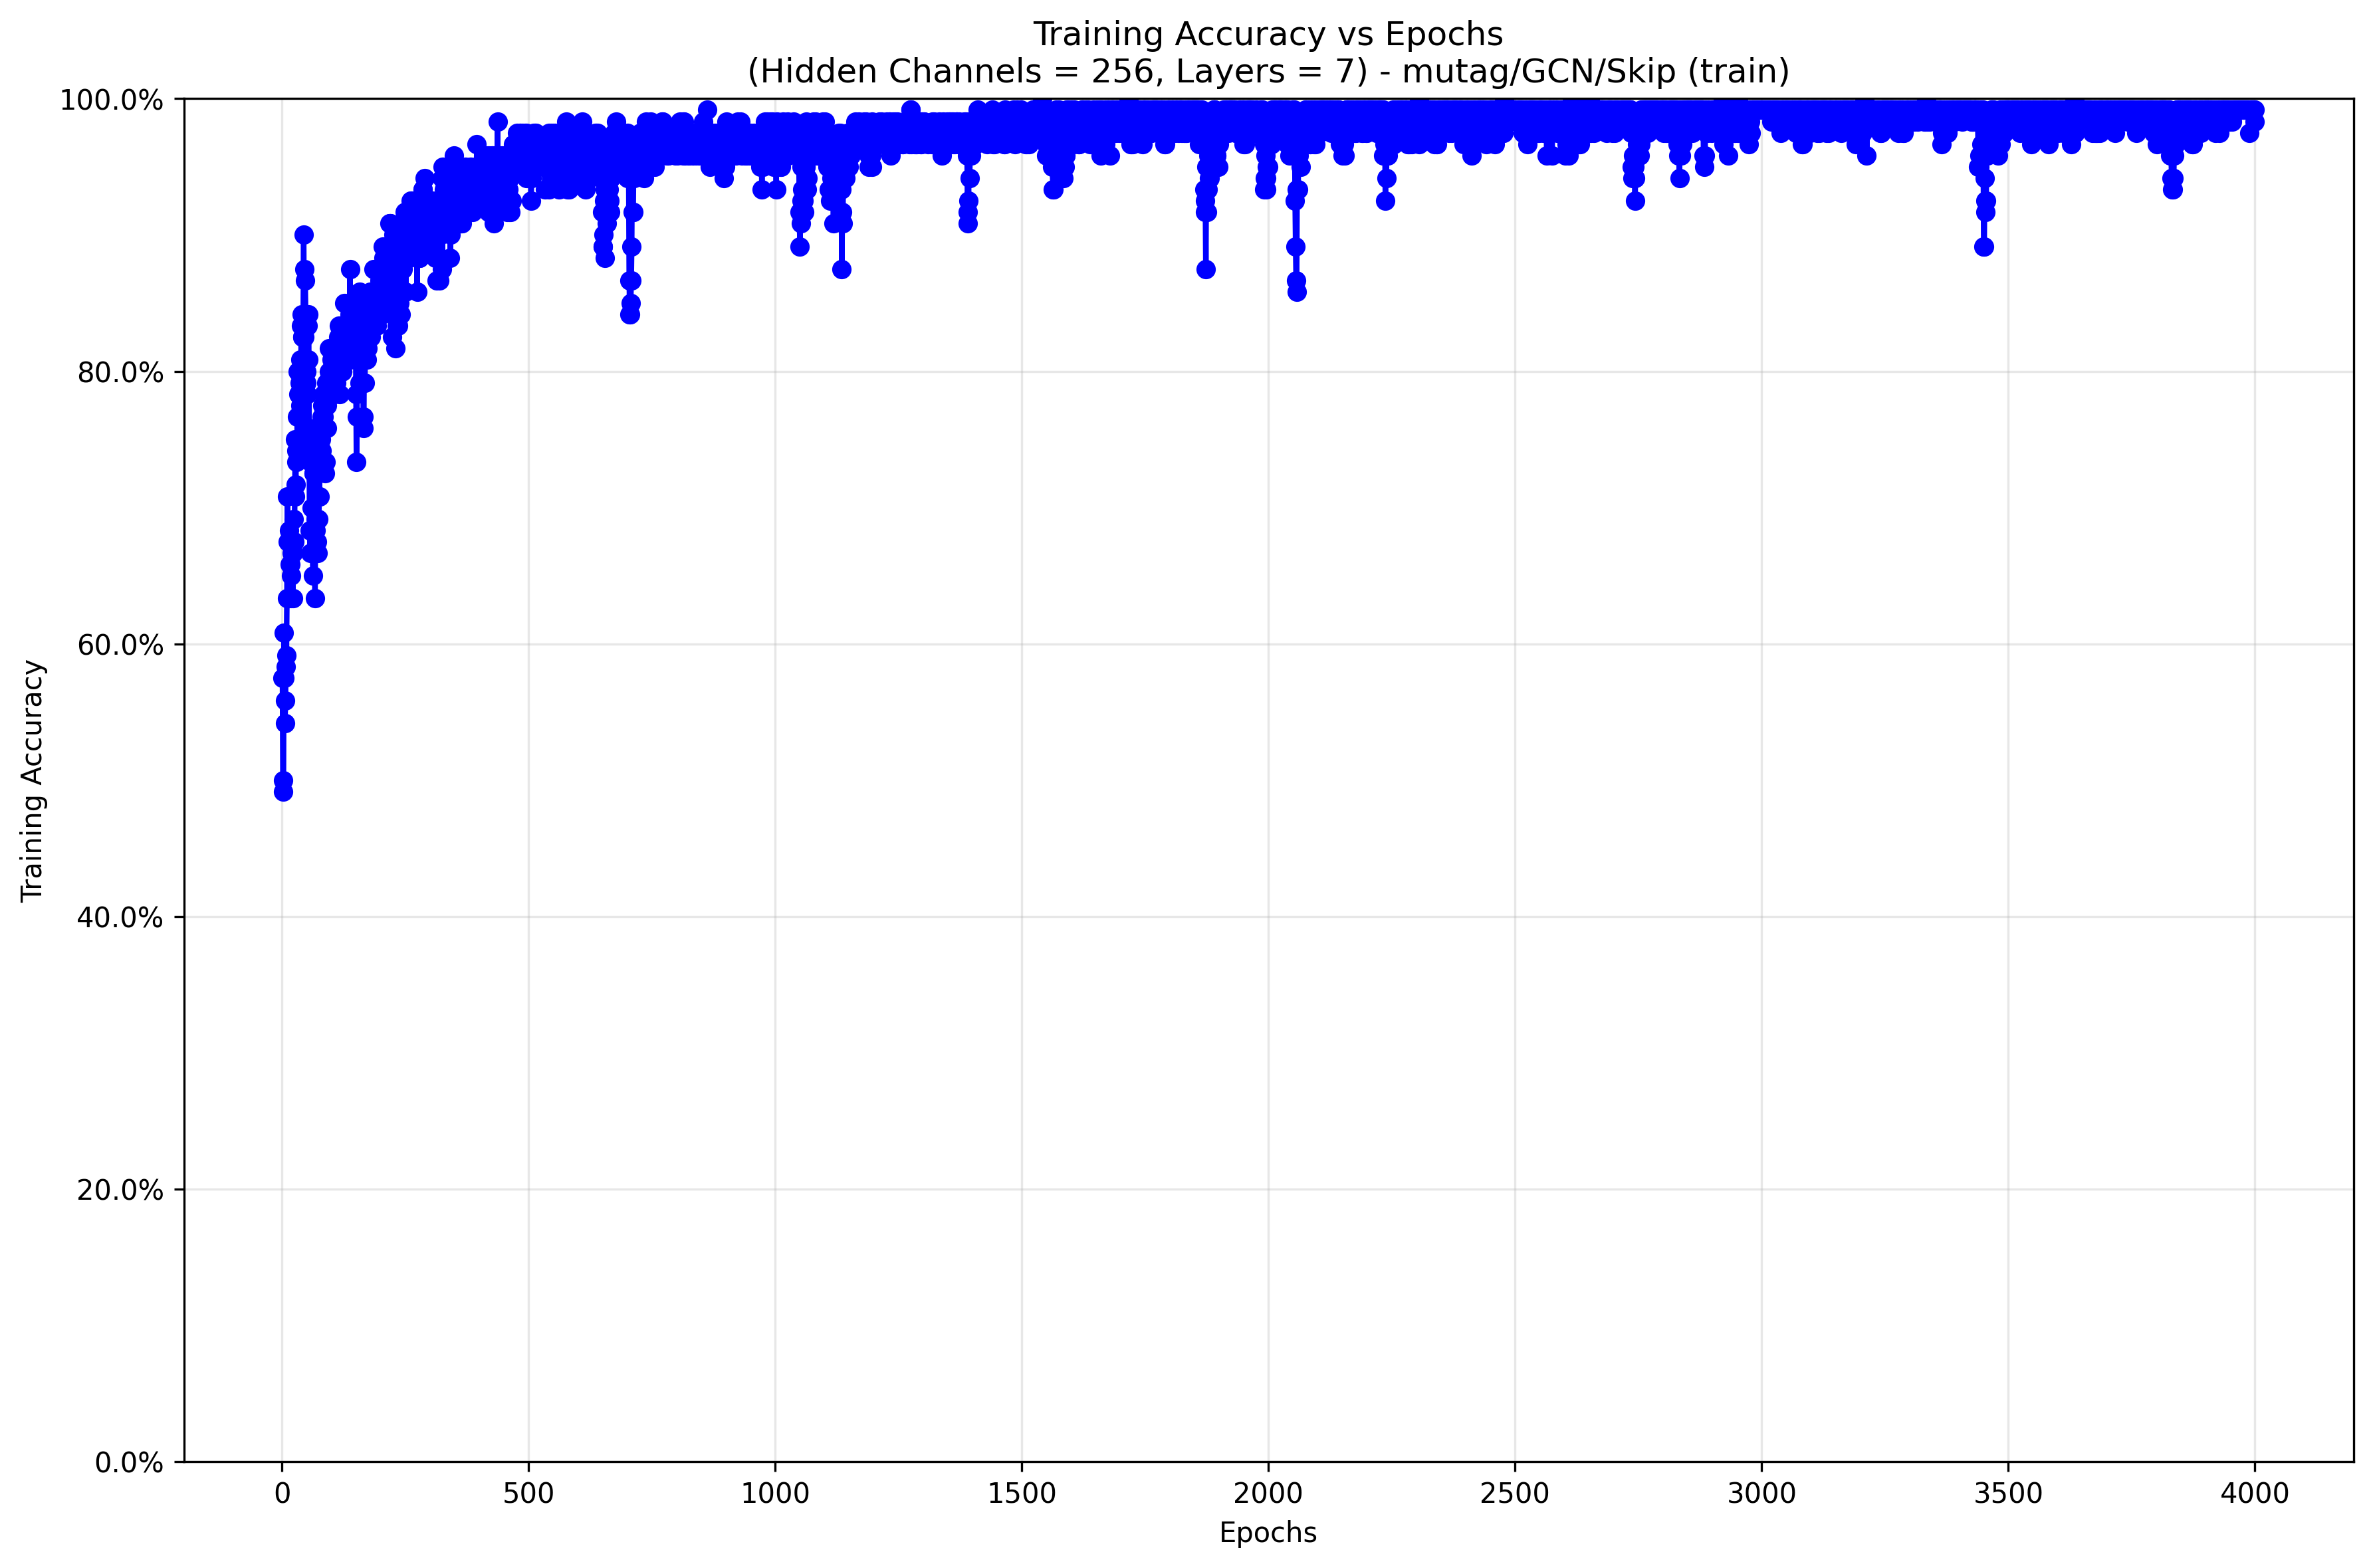 Training Accuracy vs Epochs
(Hidden Channels = 256, Layers = 7) - mutag/GCN/Skip (train)
100.0%
80.0%
60.0%
40.0%
20.0%
0.0%
Training Accuracy
0 500 1000 1500 2000 2500 3000 3500 4000
Epochs